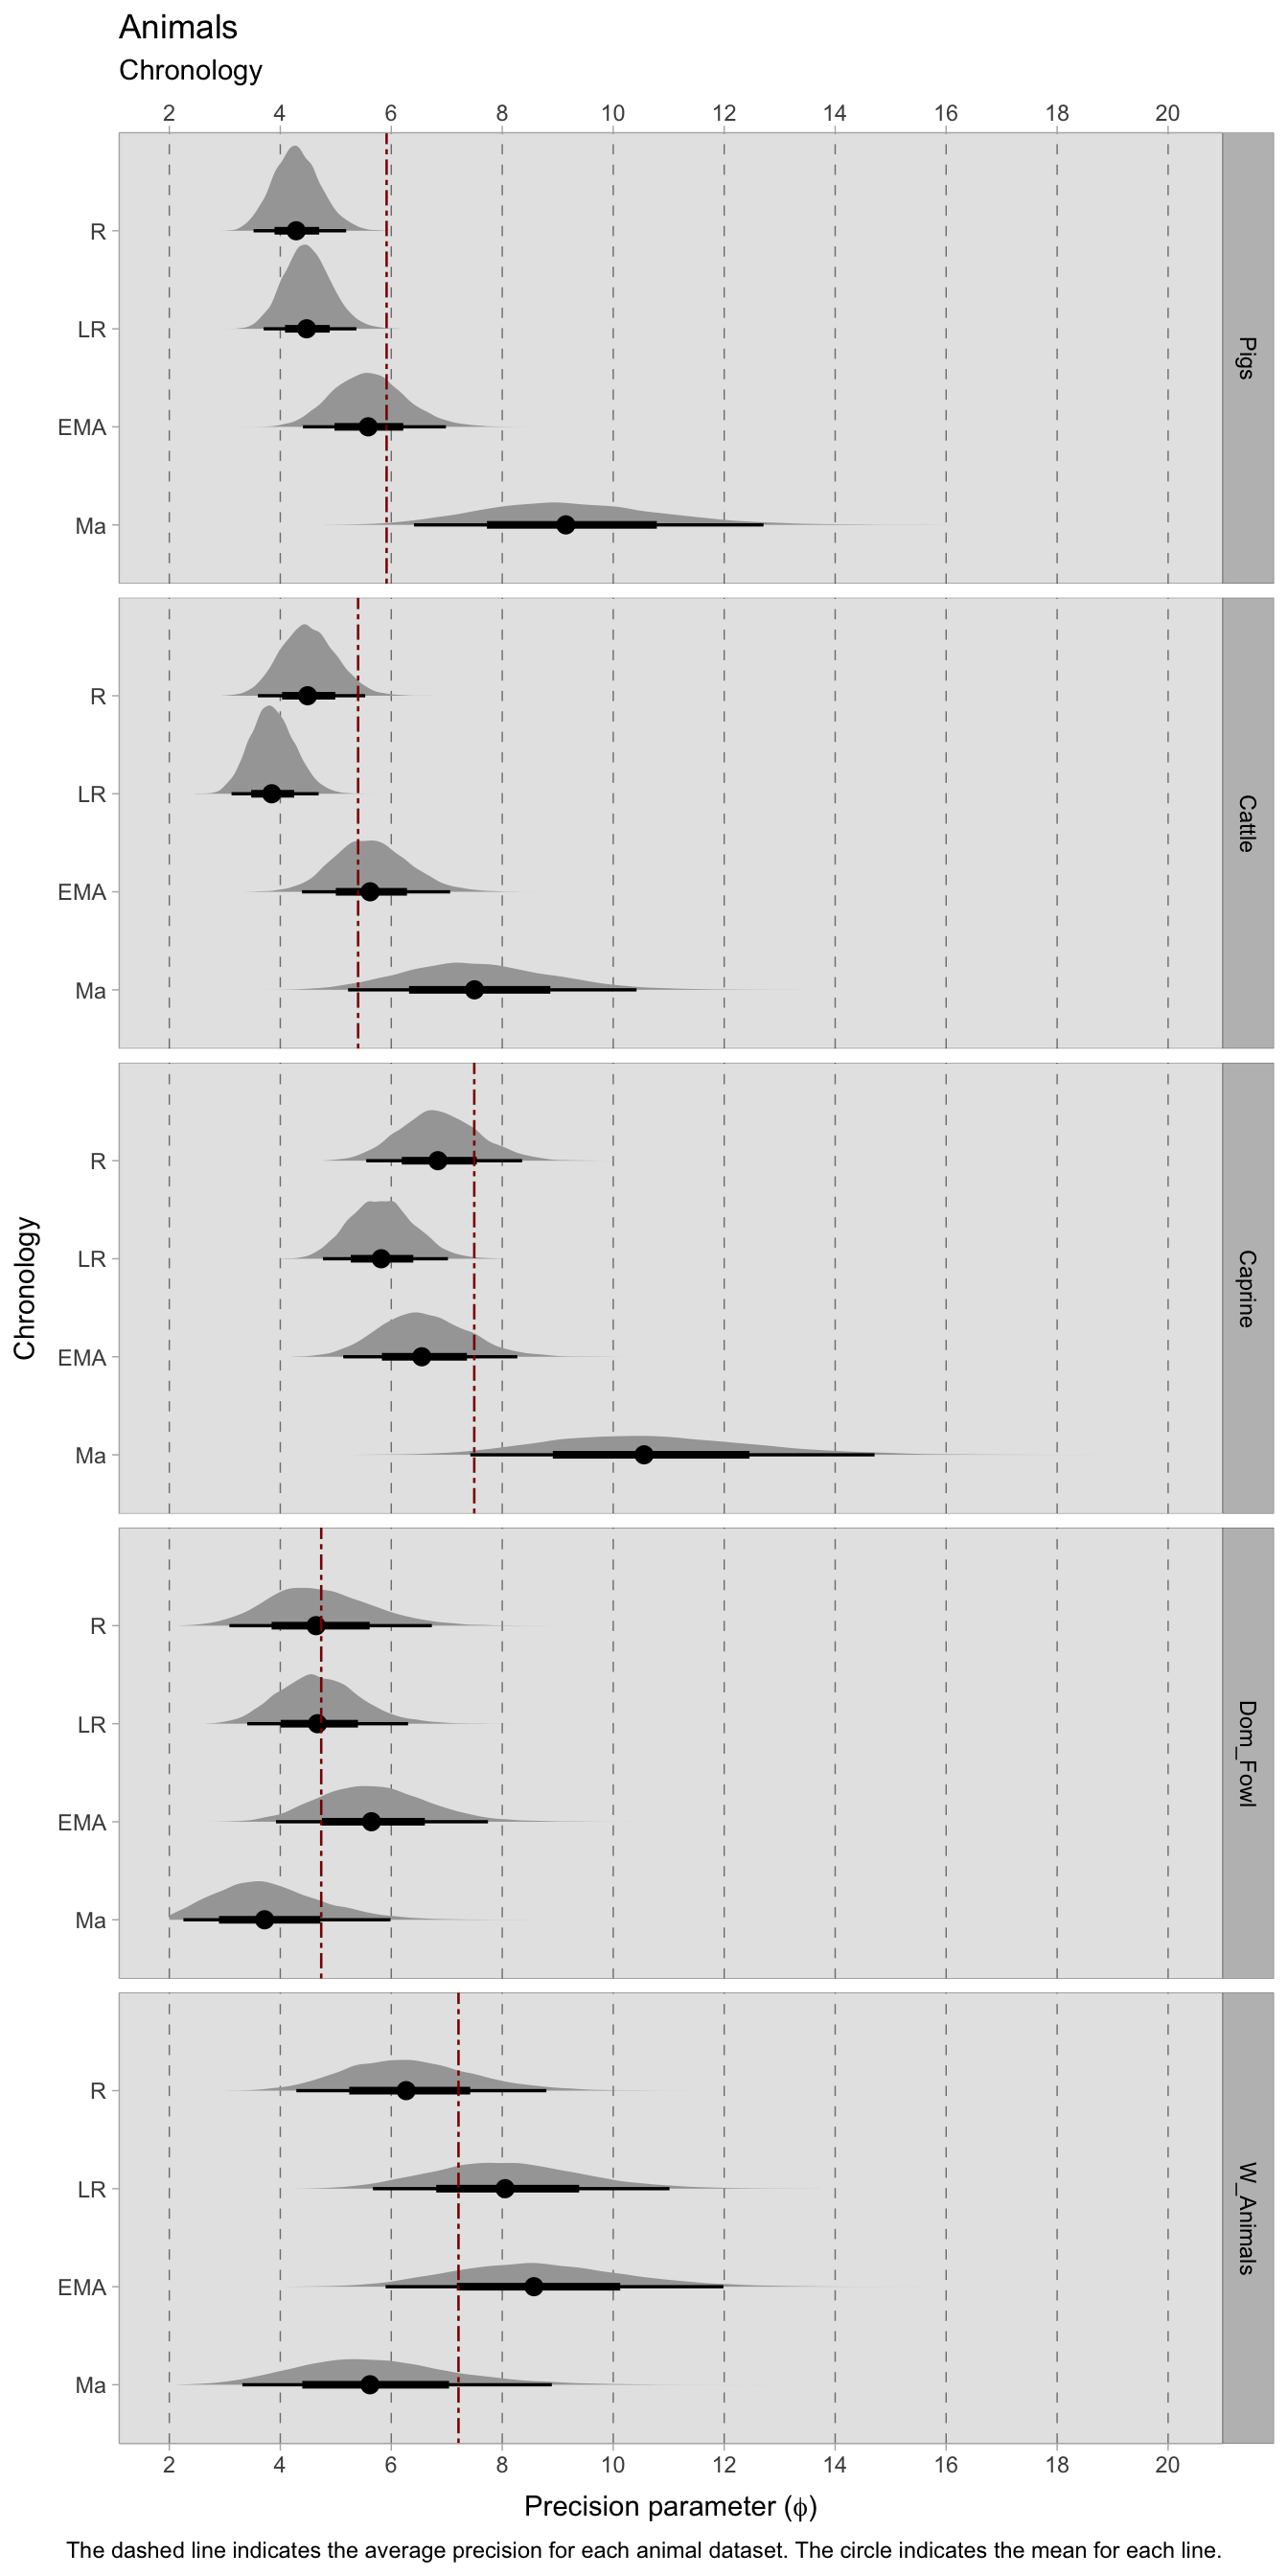 Animals
Chronology
2 4 6 8 10 12 14 16 18 20
R
LR
EMA
Ma
Pigs
R
LR
EMA
Ma
Cattle
R
LR
EMA
Ma
Caprine
R
LR
EMA
Ma
Dom_Fowl
R
LR
EMA
Ma
W_Animals
Chronology
2 4 6 8 10 12 14 16 18 20
Precision parameter (ϕ)
The dashed line indicates the average precision for each animal dataset. The circle indicates the mean for each line.